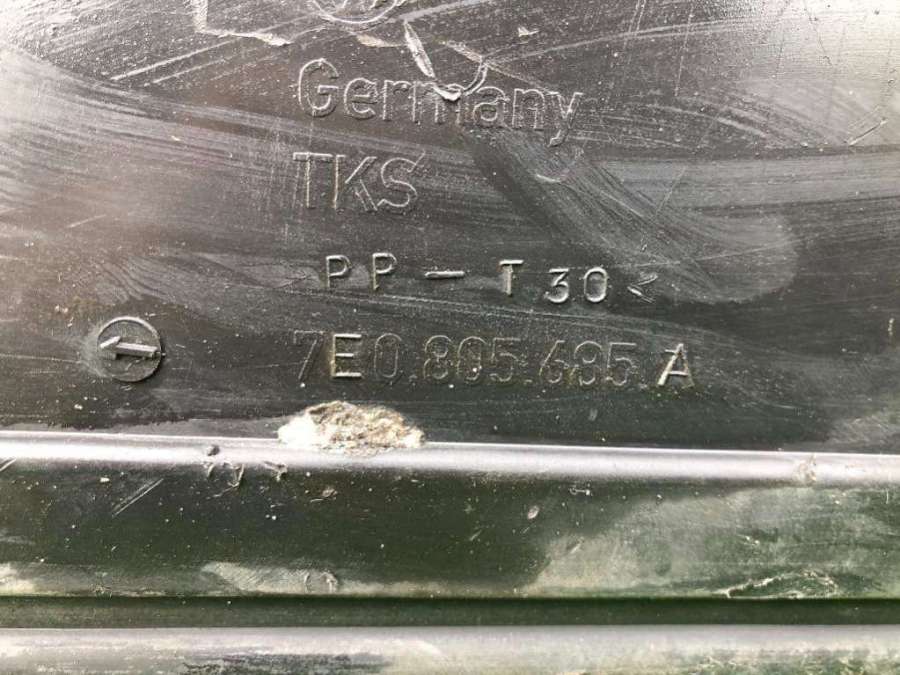 Germany
TKS
PP - T30<
7E0.805.685.A